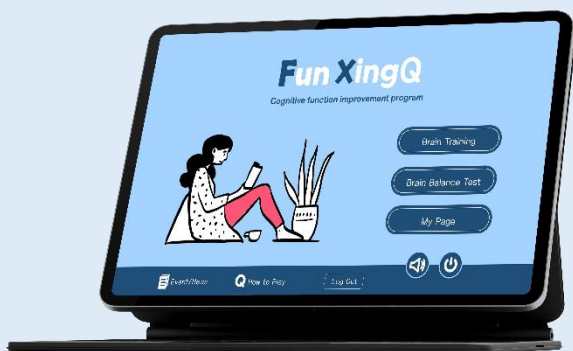 Fun XingQ
Cognitive function improvement program
Brain Training
Brain Balance Test
My Page
Event/News
Q How to Play
Log Out